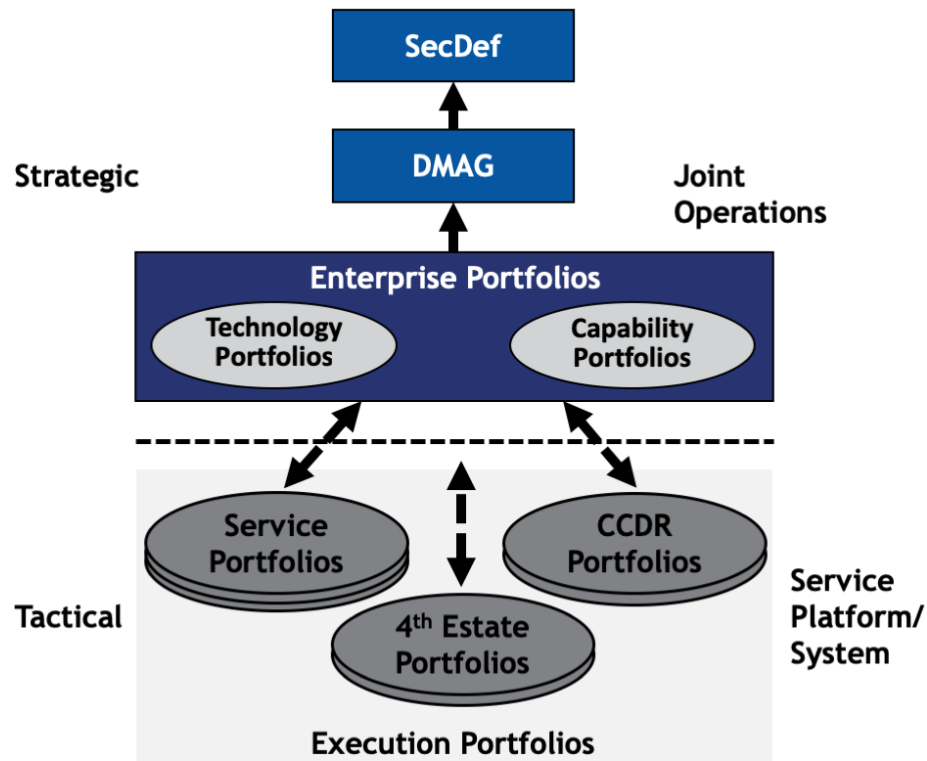 SecDef
DMAG
Strategic
Joint
Operations
Enterprise Portfolios
Technology
Portfolios
Capability
Portfolios
Service
Portfolios
CCDR
Portfolios
4th Estate
Portfolios
Tactical
Service
Platform/
System
Execution Portfolios